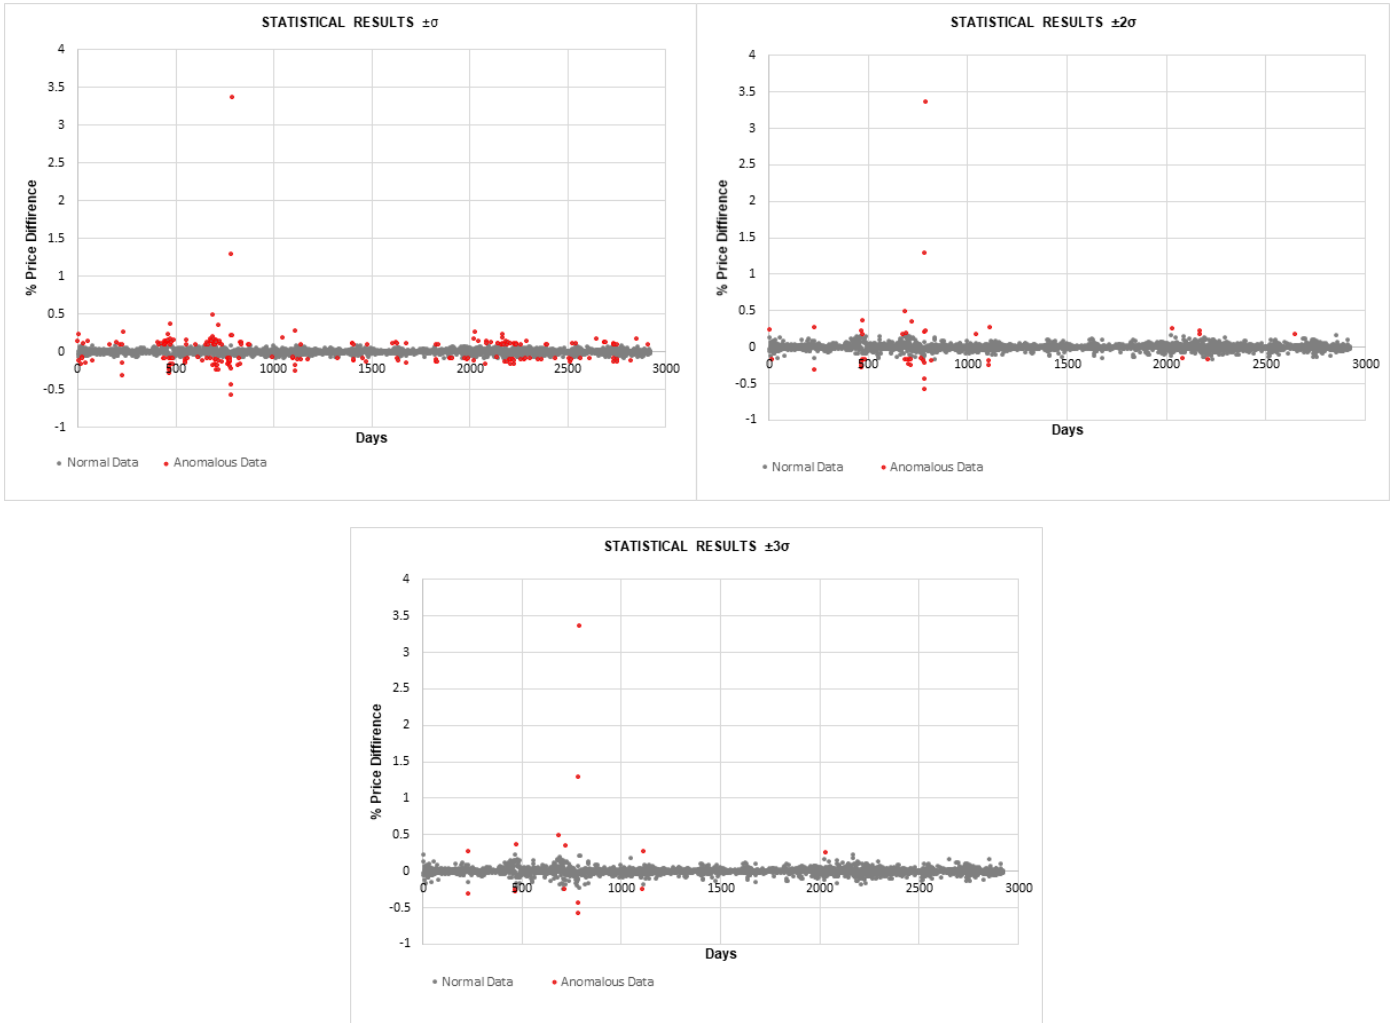 STATISTICAL RESULTS ±σ
4
3.5
3
2.5
2
1.5
1
0.5
0
-0.5
-1
% Price Diffirence
0 500 1000 1500 2000 2500 3000
Days
Normal Data Anomalous Data
STATISTICAL RESULTS ±2σ
4
3.5
3
2.5
2
1.5
1
0.5
0
-0.5
-1
% Price Diffirence
0 500 1000 1500 2000 2500 3000
Days
Normal Data Anomalous Data
STATISTICAL RESULTS ±3σ
4
3.5
3
2.5
2
1.5
1
0.5
0
-0.5
-1
% Price Diffirence
0 500 1000 1500 2000 2500 3000
Days
Normal Data Anomalous Data